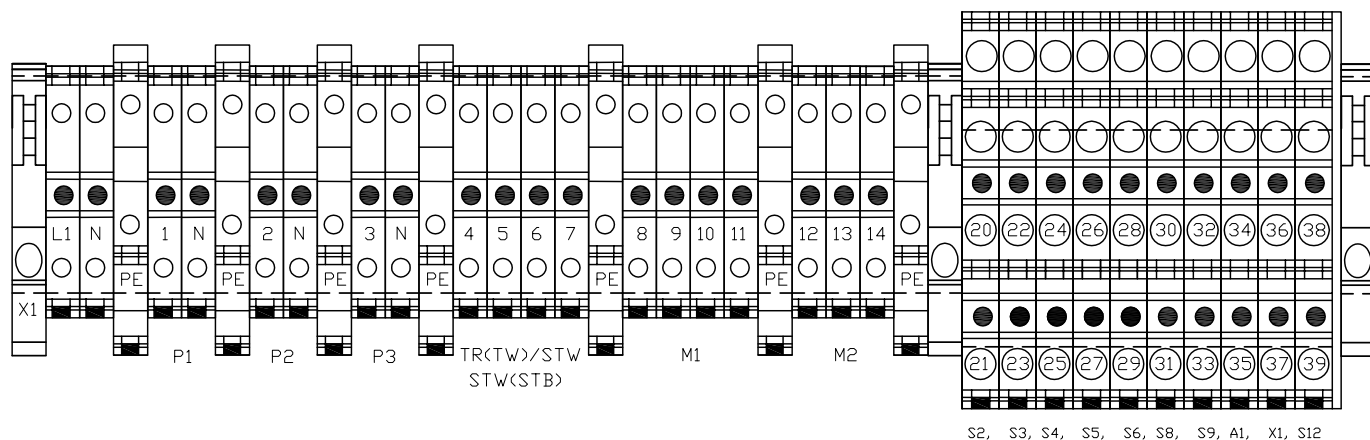 20 22 24 26 28 30 32 34 36 38
L1 N 1 N 2 N 3 N 4 5 6 7 8 9 10 11 12 13 14
PE PE PE PE PE PE PE
X1
P1 P2 P3 TR(TW)/STW M1 M2
STW(STB)
21 23 25 27 29 31 33 35 37 39
S2, S3, S4, S5, S6, S8, S9, A1, X1, S12